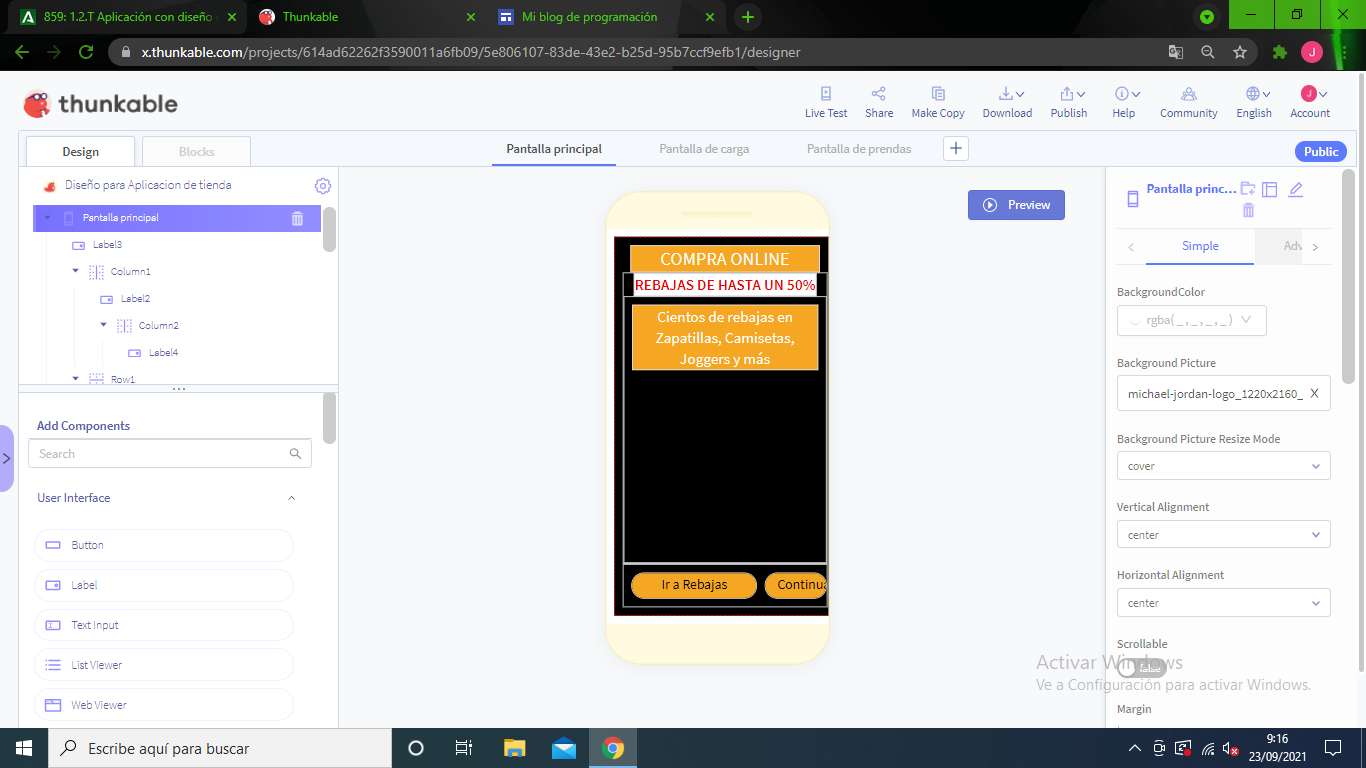 859: 1.2.T Aplicación con diseño
Thunkable
Mi blog de programación
x.thunkable.com/projects/614ad62262f3590011a6fb09/5e806107-83de-43e2-b25d-95b7ccf9efb1/designer
J
thunkable
Live Test
Share
Make Copy
Download
Publish
Help
Community
English
J
Account
Design
Blocks
Pantalla principal
Pantalla de carga
Pantalla de prendas
Public
Diseño para Aplicacion de tienda
Pantalla principal
Label3
Column1
Label2
Column2
Label4
Row1
Add Components
Search
User Interface
Button
Label
Text Input
List Viewer
Web Viewer
Preview
COMPRA ONLINE
REBAJAS DE HASTA UN 50%
Cientos de rebajas en
Zapatillas, Camisetas,
Joggers y más
Ir a Rebajas
Continua
Pantalla princ...
Simple
Adv
BackgroundColor
rgba(_,_,_,_)
Background Picture
michael-jordan-logo_1220x2160_
X
Background Picture Resize Mode
cover
Vertical Alignment
center
Horizontal Alignment
center
Scrollable
false
Margin
Activar Windows
Ve a Configuración para activar Windows.
Escribe aquí para buscar
9:16
23/09/2021